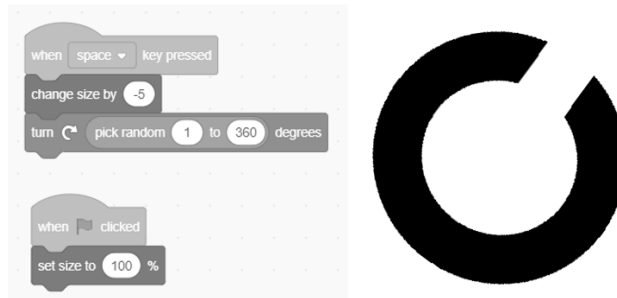 when space key pressed
change size by -5
turn pick random 1 to 360 degrees
when clicked
set size to 100 %